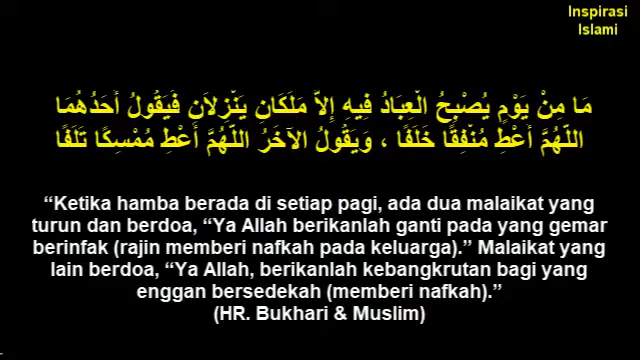 Inspirasi
Islami
مَا مِنْ يَوْمٍ يُصْبِحُ الْعِبَادُ فِيهِ إِلاَّ مَلَكَانِ يَنْزِلاَنِ فَيَقُولُ أَحَدُهُمَا
اللَّهُمَّ أَعْطِ مُنْفِقًا خَلَفًا ، وَيَقُولُ الآخَرُ اللَّهُمَّ أَعْطِ مُمْسِكًا تَلَفًا
“Ketika hamba berada di setiap pagi, ada dua malaikat yang
turun dan berdoa, “Ya Allah berikanlah ganti pada yang gemar
berinfak (rajin memberi nafkah pada keluarga).” Malaikat yang
lain berdoa, “Ya Allah, berikanlah kebangkrutan bagi yang
enggan bersedekah (memberi nafkah).”
(HR. Bukhari & Muslim)